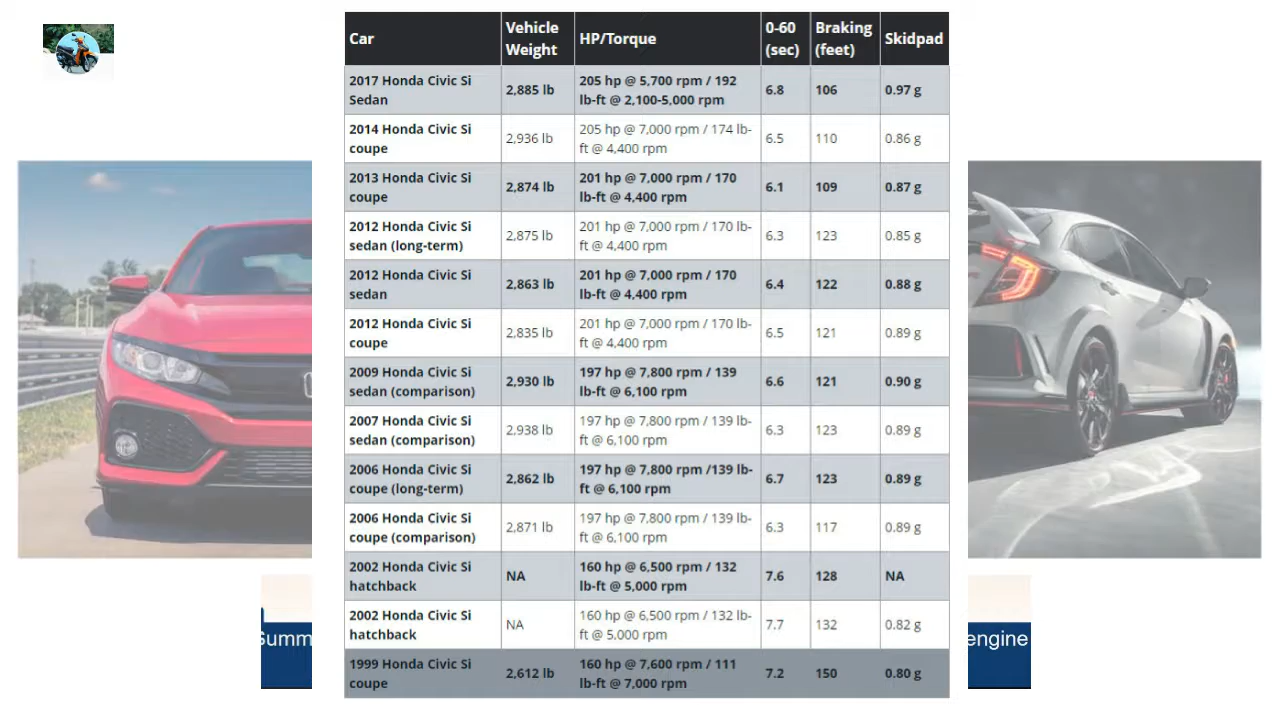 Car Vehicle Weight HP/Torque 0-60 (sec) Braking (feet) Skidpad
2017 Honda Civic Si Sedan 2,885 lb 205 hp @ 5,700 rpm / 192 lb-ft @ 2,100-5,000 rpm 6.8 106 0.97 g
2014 Honda Civic Si coupe 2,936 lb 205 hp @ 7,000 rpm / 174 lb-ft @ 4,400 rpm 6.5 110 0.86 g
2013 Honda Civic Si coupe 2,874 lb 201 hp @ 7,000 rpm / 170 lb-ft @ 4,400 rpm 6.1 109 0.87 g
2012 Honda Civic Si sedan (long-term) 2,875 lb 201 hp @ 7,000 rpm / 170 lb-ft @ 4,400 rpm 6.3 123 0.85 g
2012 Honda Civic Si sedan 2,863 lb 201 hp @ 7,000 rpm / 170 lb-ft @ 4,400 rpm 6.4 122 0.88 g
2012 Honda Civic Si coupe 2,835 lb 201 hp @ 7,000 rpm / 170 lb-ft @ 4,400 rpm 6.5 121 0.89 g
2009 Honda Civic Si sedan (comparison) 2,930 lb 197 hp @ 7,800 rpm / 139 lb-ft @ 6,100 rpm 6.6 121 0.90 g
2007 Honda Civic Si sedan (comparison) 2,938 lb 197 hp @ 7,800 rpm / 139 lb-ft @ 6,100 rpm 6.3 123 0.89 g
2006 Honda Civic Si coupe (long-term) 2,862 lb 197 hp @ 7,800 rpm /139 lb-ft @ 6,100 rpm 6.7 123 0.89 g
2006 Honda Civic Si coupe (comparison) 2,871 lb 197 hp @ 7,800 rpm / 139 lb-ft @ 6,100 rpm 6.3 117 0.89 g
2002 Honda Civic Si hatchback NA 160 hp @ 6,500 rpm / 132 lb-ft @ 5,000 rpm 7.6 128 NA
2002 Honda Civic Si hatchback NA 160 hp @ 6,500 rpm / 132 lb-ft @ 5,000 rpm 7.7 132 0.82 g
1999 Honda Civic Si coupe 2,612 lb 160 hp @ 7,600 rpm / 111 lb-ft @ 7,000 rpm 7.2 150 0.80 g
Summ
engine